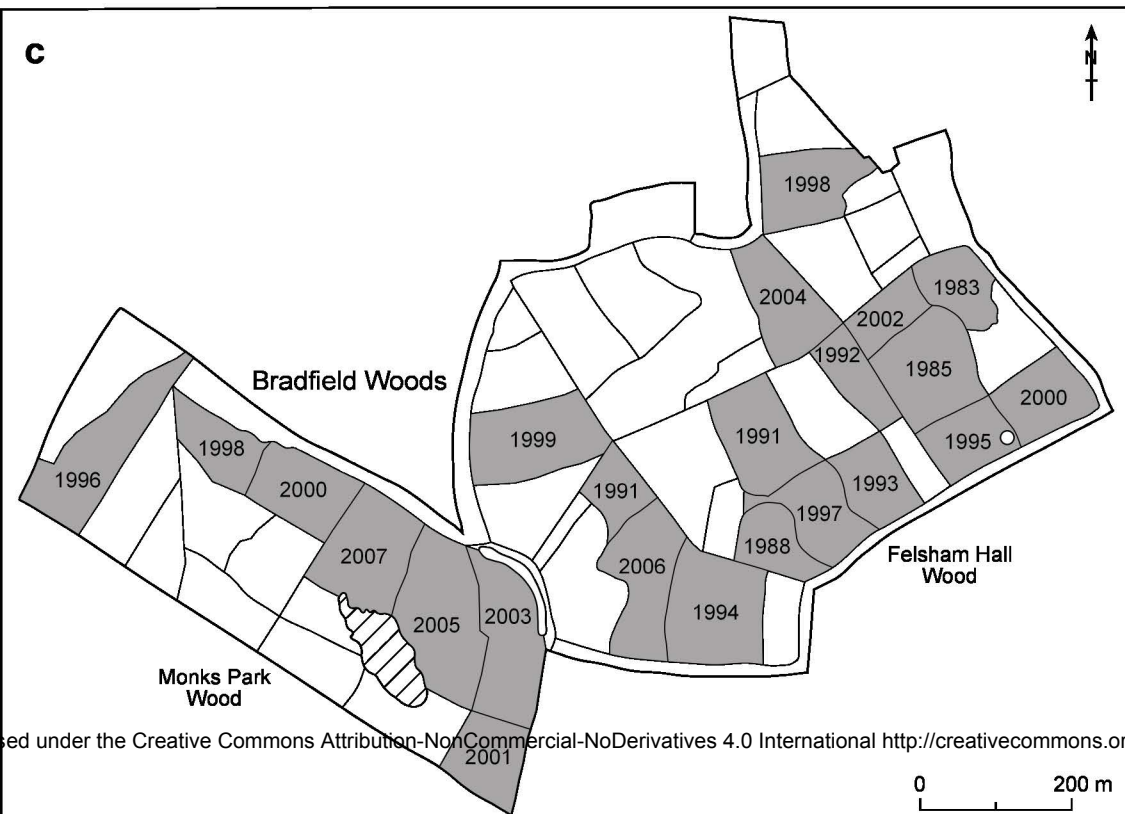 c
N
1998
1983
2004
2002
1992
1985
Bradfield Woods
2000
1999
1991
1995
1998
1996
2000
1991
1993
1997
1988
2007
2006
Felsham Hall
Wood
2005
2003
1994
Monks Park
Wood
sed under the Creative Commons Attribution-NonCommercial-NoDerivatives 4.0 International http://creativecommons.or
2001
0 200 m